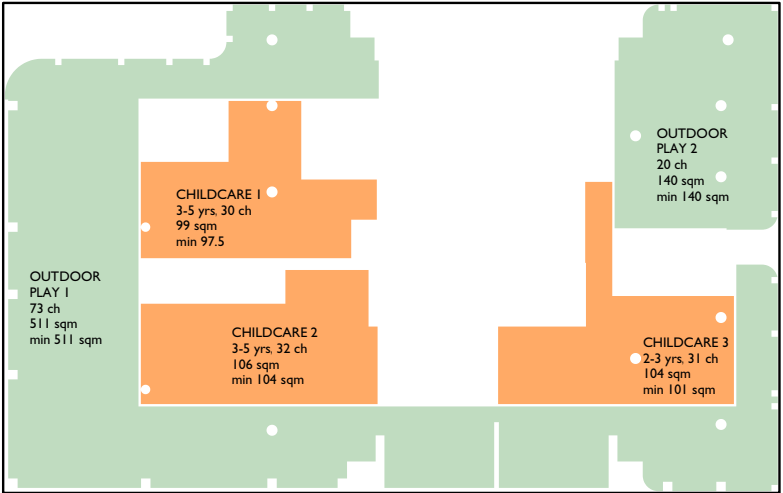 OUTDOOR
PLAY 2
20 ch
140 sqm
min 140 sqm
CHILDCARE 1
3-5 yrs, 30 ch
99 sqm
min 97.5
OUTDOOR
PLAY 1
73 ch
511 sqm
min 511 sqm
CHILDCARE 2
3-5 yrs, 32 ch
106 sqm
min 104 sqm
CHILDCARE 3
2-3 yrs, 31 ch
104 sqm
min 101 sqm